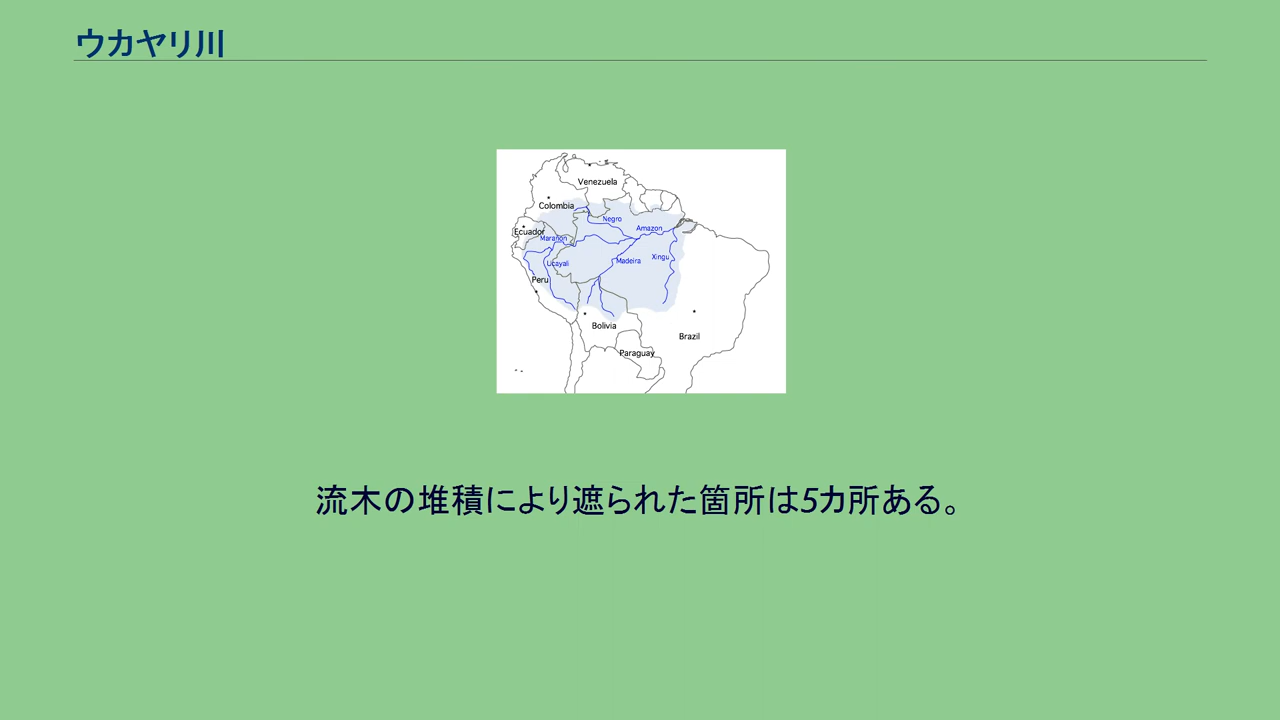 ウカヤリ川
Venezuela
Colombia
Negro
Amazon
Ecuador
Marañon
Ucayali
Madeira
Xingu
Peru
Bolivia
Brazil
Paraguay
流木の堆積により遮られた箇所は5カ所ある。